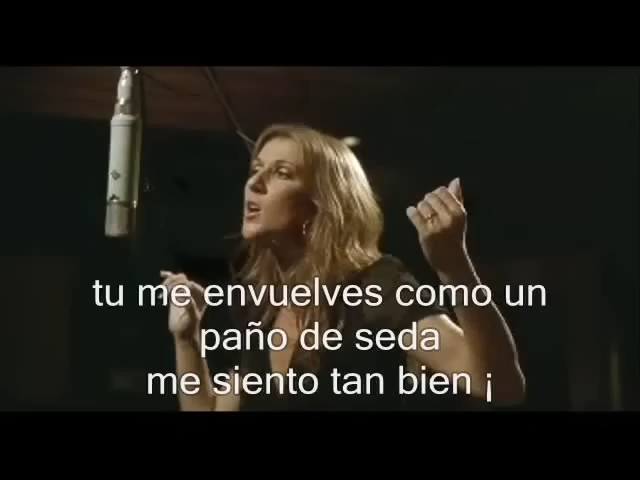 tu me envuelves como un
paño de seda
me siento tan bien ¡